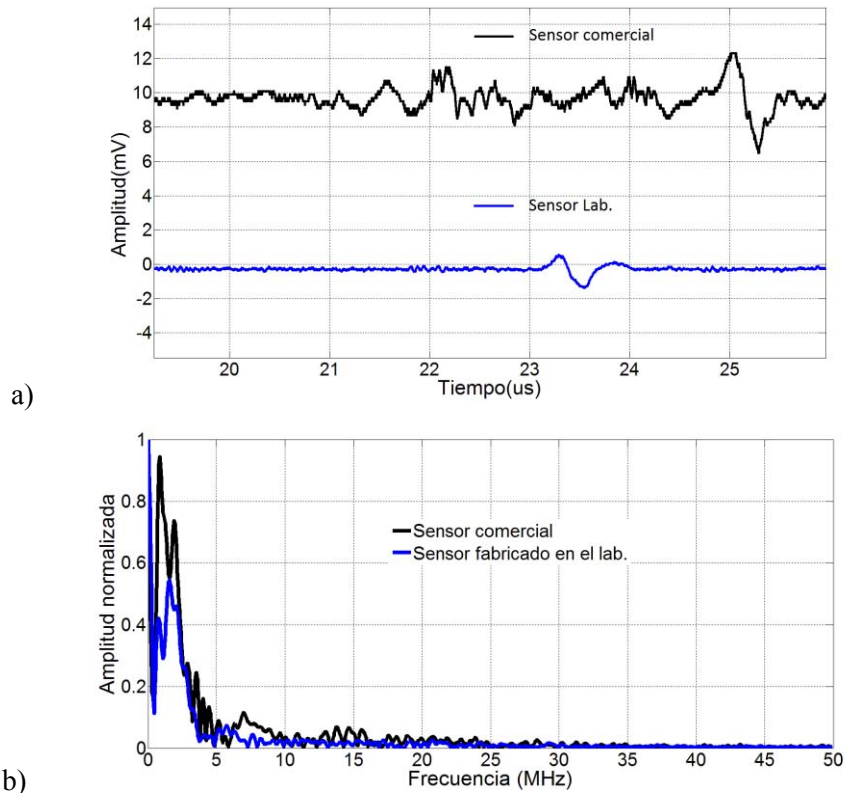 14
12
10
8
6
4
2
0
-2
-4
Amplitud(mV)
Sensor comercial
Sensor Lab.
20 21 22 23 24 25
Tiempo(us)
a)
1
0.8
0.6
0.4
0.2
0
Amplitud normalizada
Sensor comercial
Sensor fabricado en el lab.
0 5 10 15 20 25 30 35 40 45 50
Frecuencia (MHz)
b)